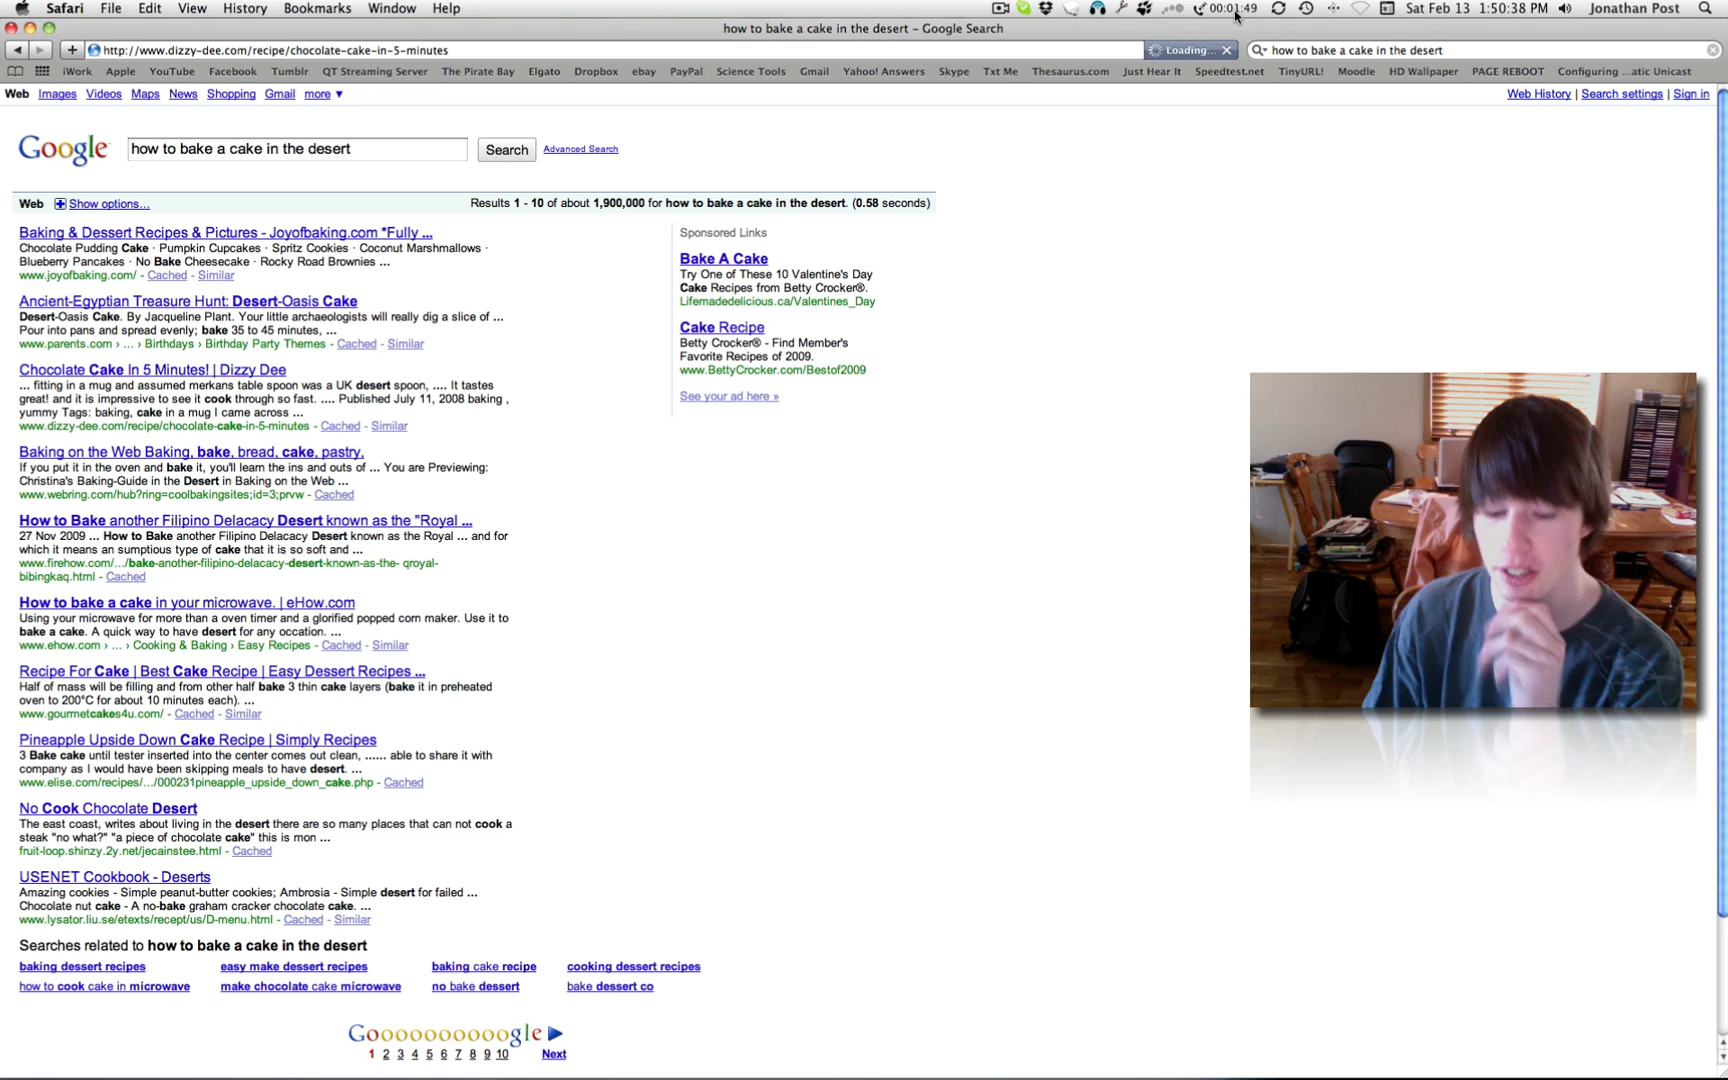 Safari File Edit View History Bookmarks Window Help 00:01:49 Sat Feb 13 1:50:38 PM Jonathan Post
how to bake a cake in the desert – Google Search
http://www.dizzy-dee.com/recipe/chocolate-cake-in-5-minutes Loading... how to bake a cake in the desert
iWork Apple YouTube Facebook Tumblr QT Streaming Server The Pirate Bay Elgato Dropbox ebay PayPal Science Tools Gmail Yahoo! Answers Skype Txt Me Thesaurus.com Just Hear It Speedtest.net TinyURL! Moodle HD Wallpaper PAGE REBOOT Configuring ...atic Unicast
Web Images Videos Maps News Shopping Gmail more ▼ Web History | Search settings | Sign in
Google how to bake a cake in the desert Search Advanced Search
Web Show options... Results 1 - 10 of about 1,900,000 for how to bake a cake in the desert. (0.58 seconds)
Baking & Dessert Recipes & Pictures - Joyofbaking.com *Fully ...
Chocolate Pudding Cake · Pumpkin Cupcakes · Spritz Cookies · Coconut Marshmallows ·
Blueberry Pancakes · No Bake Cheesecake · Rocky Road Brownies ...
www.joyofbaking.com/ - Cached - Similar
Ancient-Egyptian Treasure Hunt: Desert-Oasis Cake
Desert-Oasis Cake. By Jacqueline Plant. Your little archaeologists will really dig a slice of ...
Pour into pans and spread evenly; bake 35 to 45 minutes, ...
www.parents.com › ... › Birthdays › Birthday Party Themes - Cached - Similar
Chocolate Cake In 5 Minutes! | Dizzy Dee
... fitting in a mug and assumed merkans table spoon was a UK desert spoon, .... It tastes
great! and it is impressive to see it cook through so fast. .... Published July 11, 2008 baking ,
yummy Tags: baking, cake in a mug I came across ...
www.dizzy-dee.com/recipe/chocolate-cake-in-5-minutes - Cached - Similar
Baking on the Web Baking, bake, bread, cake, pastry,
If you put it in the oven and bake it, you'll learn the ins and outs of ... You are Previewing:
Christina's Baking-Guide in the Desert in Baking on the Web ...
www.webring.com/hub?ring=coolbakingsites;id=3;prvw - Cached
How to Bake another Filipino Delacacy Desert known as the "Royal ...
27 Nov 2009 ... How to Bake another Filipino Delacacy Desert known as the Royal ... and for
which it means an sumptious type of cake that it is so soft and ...
www.firehow.com/.../bake-another-filipino-delacacy-desert-known-as-the- qroyal-
bibingkaq.html - Cached
How to bake a cake in your microwave. | eHow.com
Using your microwave for more than a oven timer and a glorified popped corn maker. Use it to
bake a cake. A quick way to have desert for any occation. ...
www.ehow.com › ... › Cooking & Baking › Easy Recipes - Cached - Similar
Recipe For Cake | Best Cake Recipe | Easy Dessert Recipes ...
Half of mass will be filling and from other half bake 3 thin cake layers (bake it in preheated
oven to 200°C for about 10 minutes each). ...
www.gourmetcakes4u.com/ - Cached - Similar
Pineapple Upside Down Cake Recipe | Simply Recipes
3 Bake cake until tester inserted into the center comes out clean, ...... able to share it with
company as I would have been skipping meals to have desert. ...
www.elise.com/recipes/.../000231pineapple_upside_down_cake.php - Cached
No Cook Chocolate Desert
The east coast, writes about living in the desert there are so many places that can not cook a
steak "no what?" "a piece of chocolate cake" this is mon ...
fruit-loop.shinzy.2y.net/jecainstee.html - Cached
USENET Cookbook - Deserts
Amazing cookies - Simple peanut-butter cookies; Ambrosia - Simple desert for failed ...
Chocolate nut cake - A no-bake graham cracker chocolate cake. ...
www.lysator.liu.se/etexts/recept/us/D-menu.html - Cached - Similar
Sponsored Links
Bake A Cake
Try One of These 10 Valentine's Day
Cake Recipes from Betty Crocker®.
Lifemadedelicious.ca/Valentines_Day
Cake Recipe
Betty Crocker® - Find Member's
Favorite Recipes of 2009.
www.BettyCrocker.com/Bestof2009
See your ad here »
Searches related to how to bake a cake in the desert
baking dessert recipes easy make dessert recipes baking cake recipe cooking dessert recipes
how to cook cake in microwave make chocolate cake microwave no bake dessert bake dessert co
Goooooooooogle
1 2 3 4 5 6 7 8 9 10 Next